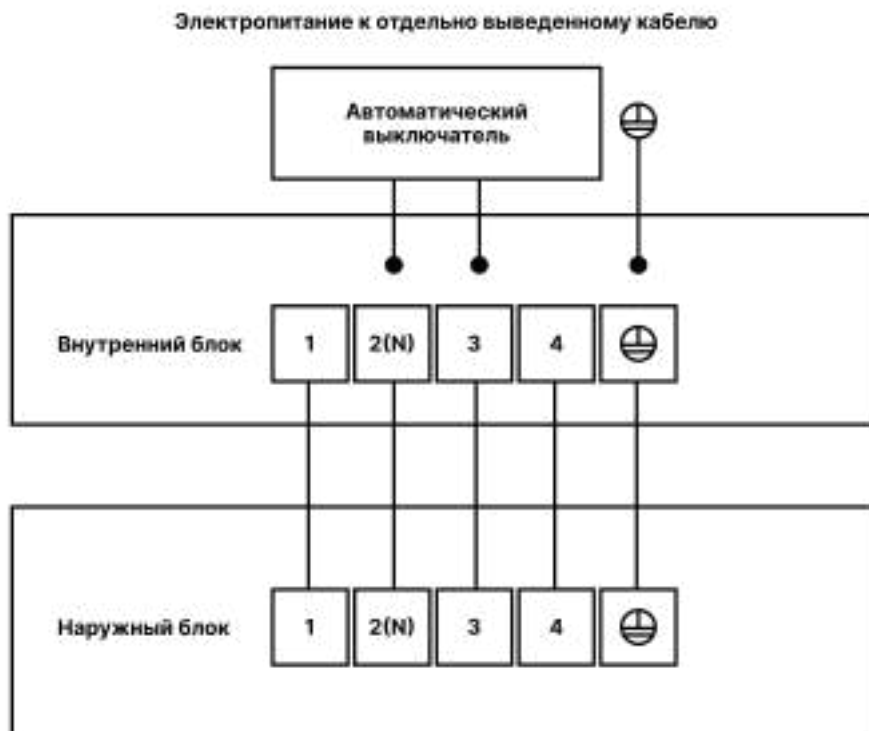 Электропитание к отдельно выведенному кабелю
Автоматический
выключатель
Внутренний блок 1 2(N) 3 4
Наружный блок 1 2(N) 3 4